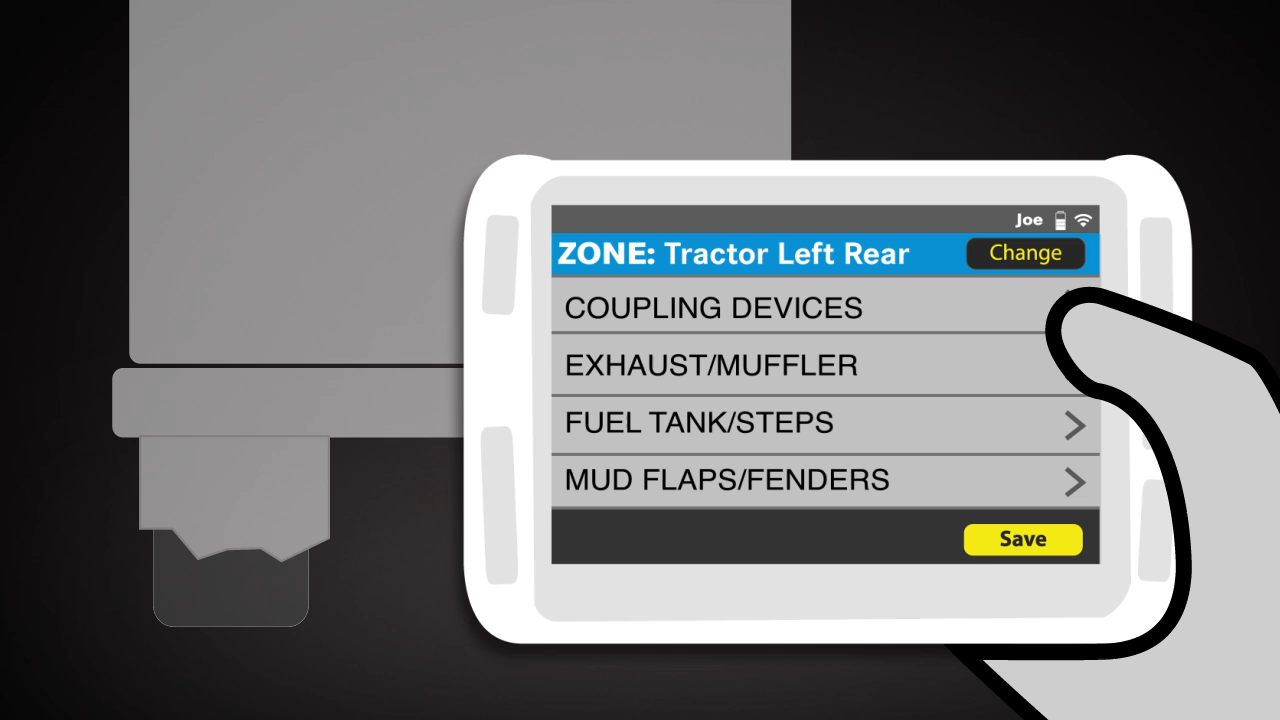 Joe
ZONE: Tractor Left Rear Change
COUPLING DEVICES
EXHAUST/MUFFLER
FUEL TANK/STEPS
MUD FLAPS/FENDERS
Save